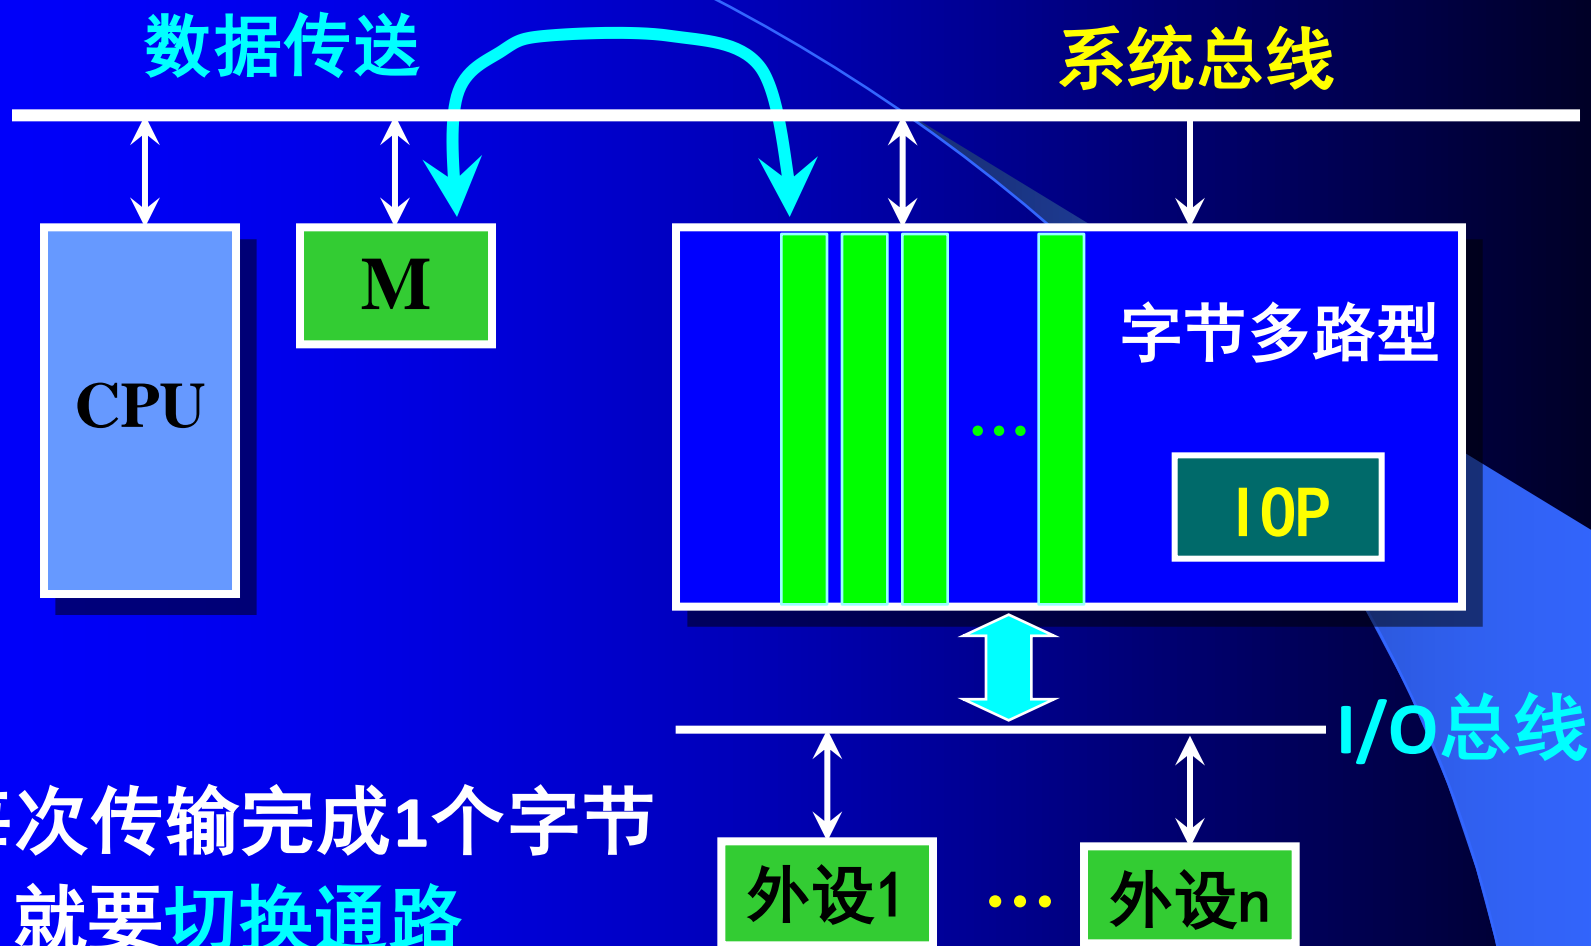 数据传送
系统总线
M
CPU
字节多路型
...
IOP
I/O总线
每次传输完成1个字节
就要切换通路
外设1
...
外设n